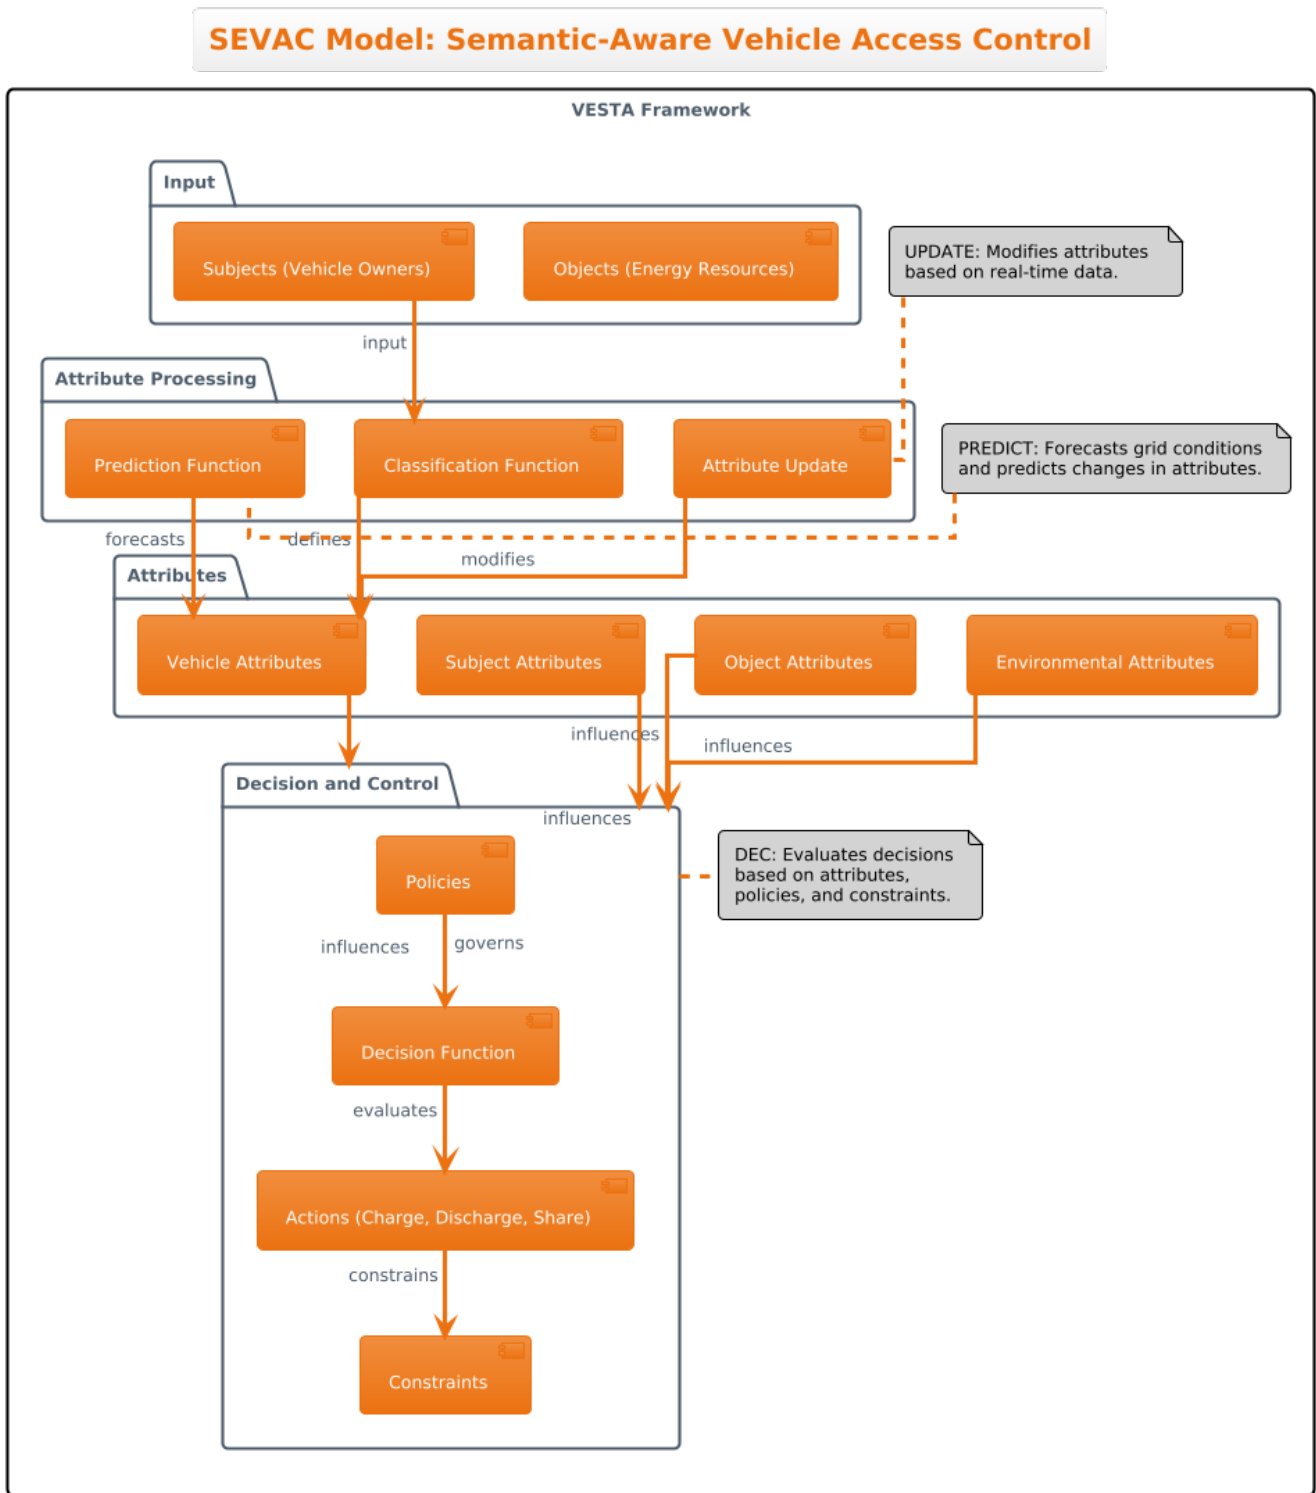 SEVAC Model: Semantic-Aware Vehicle Access Control
VESTA Framework
Input
Subjects (Vehicle Owners)
Objects (Energy Resources)
UPDATE: Modifies attributes
based on real-time data.
input
Attribute Processing
Prediction Function
Classification Function
Attribute Update
PREDICT: Forecasts grid conditions
and predicts changes in attributes.
forecasts
defines
modifies
Attributes
Vehicle Attributes
Subject Attributes
Object Attributes
Environmental Attributes
influences
influences
Decision and Control
influences
Policies
DEC: Evaluates decisions
based on attributes,
policies, and constraints.
influences
governs
Decision Function
evaluates
Actions (Charge, Discharge, Share)
constrains
Constraints